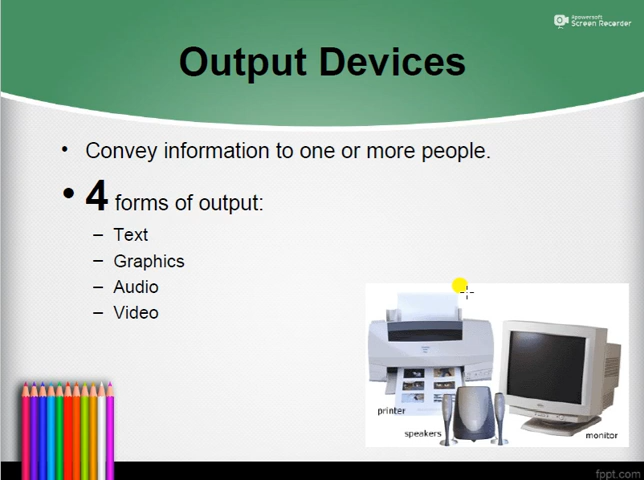 Apowersoft
Screen Recorder
Output Devices
• Convey information to one or more people.
• 4 forms of output:
– Text
– Graphics
– Audio
– Video
printer
speakers
monitor
fppt.com